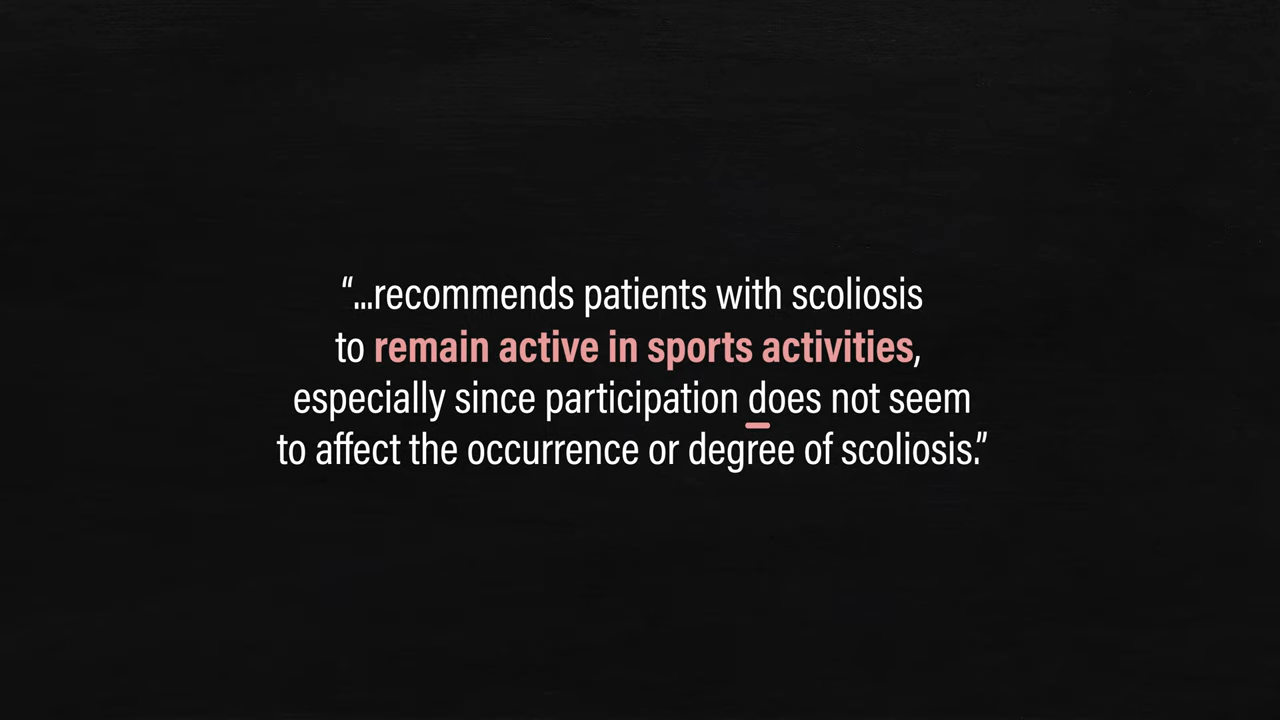 “...recommends patients with scoliosis
to remain active in sports activities,
especially since participation does not seem
to affect the occurrence or degree of scoliosis.”